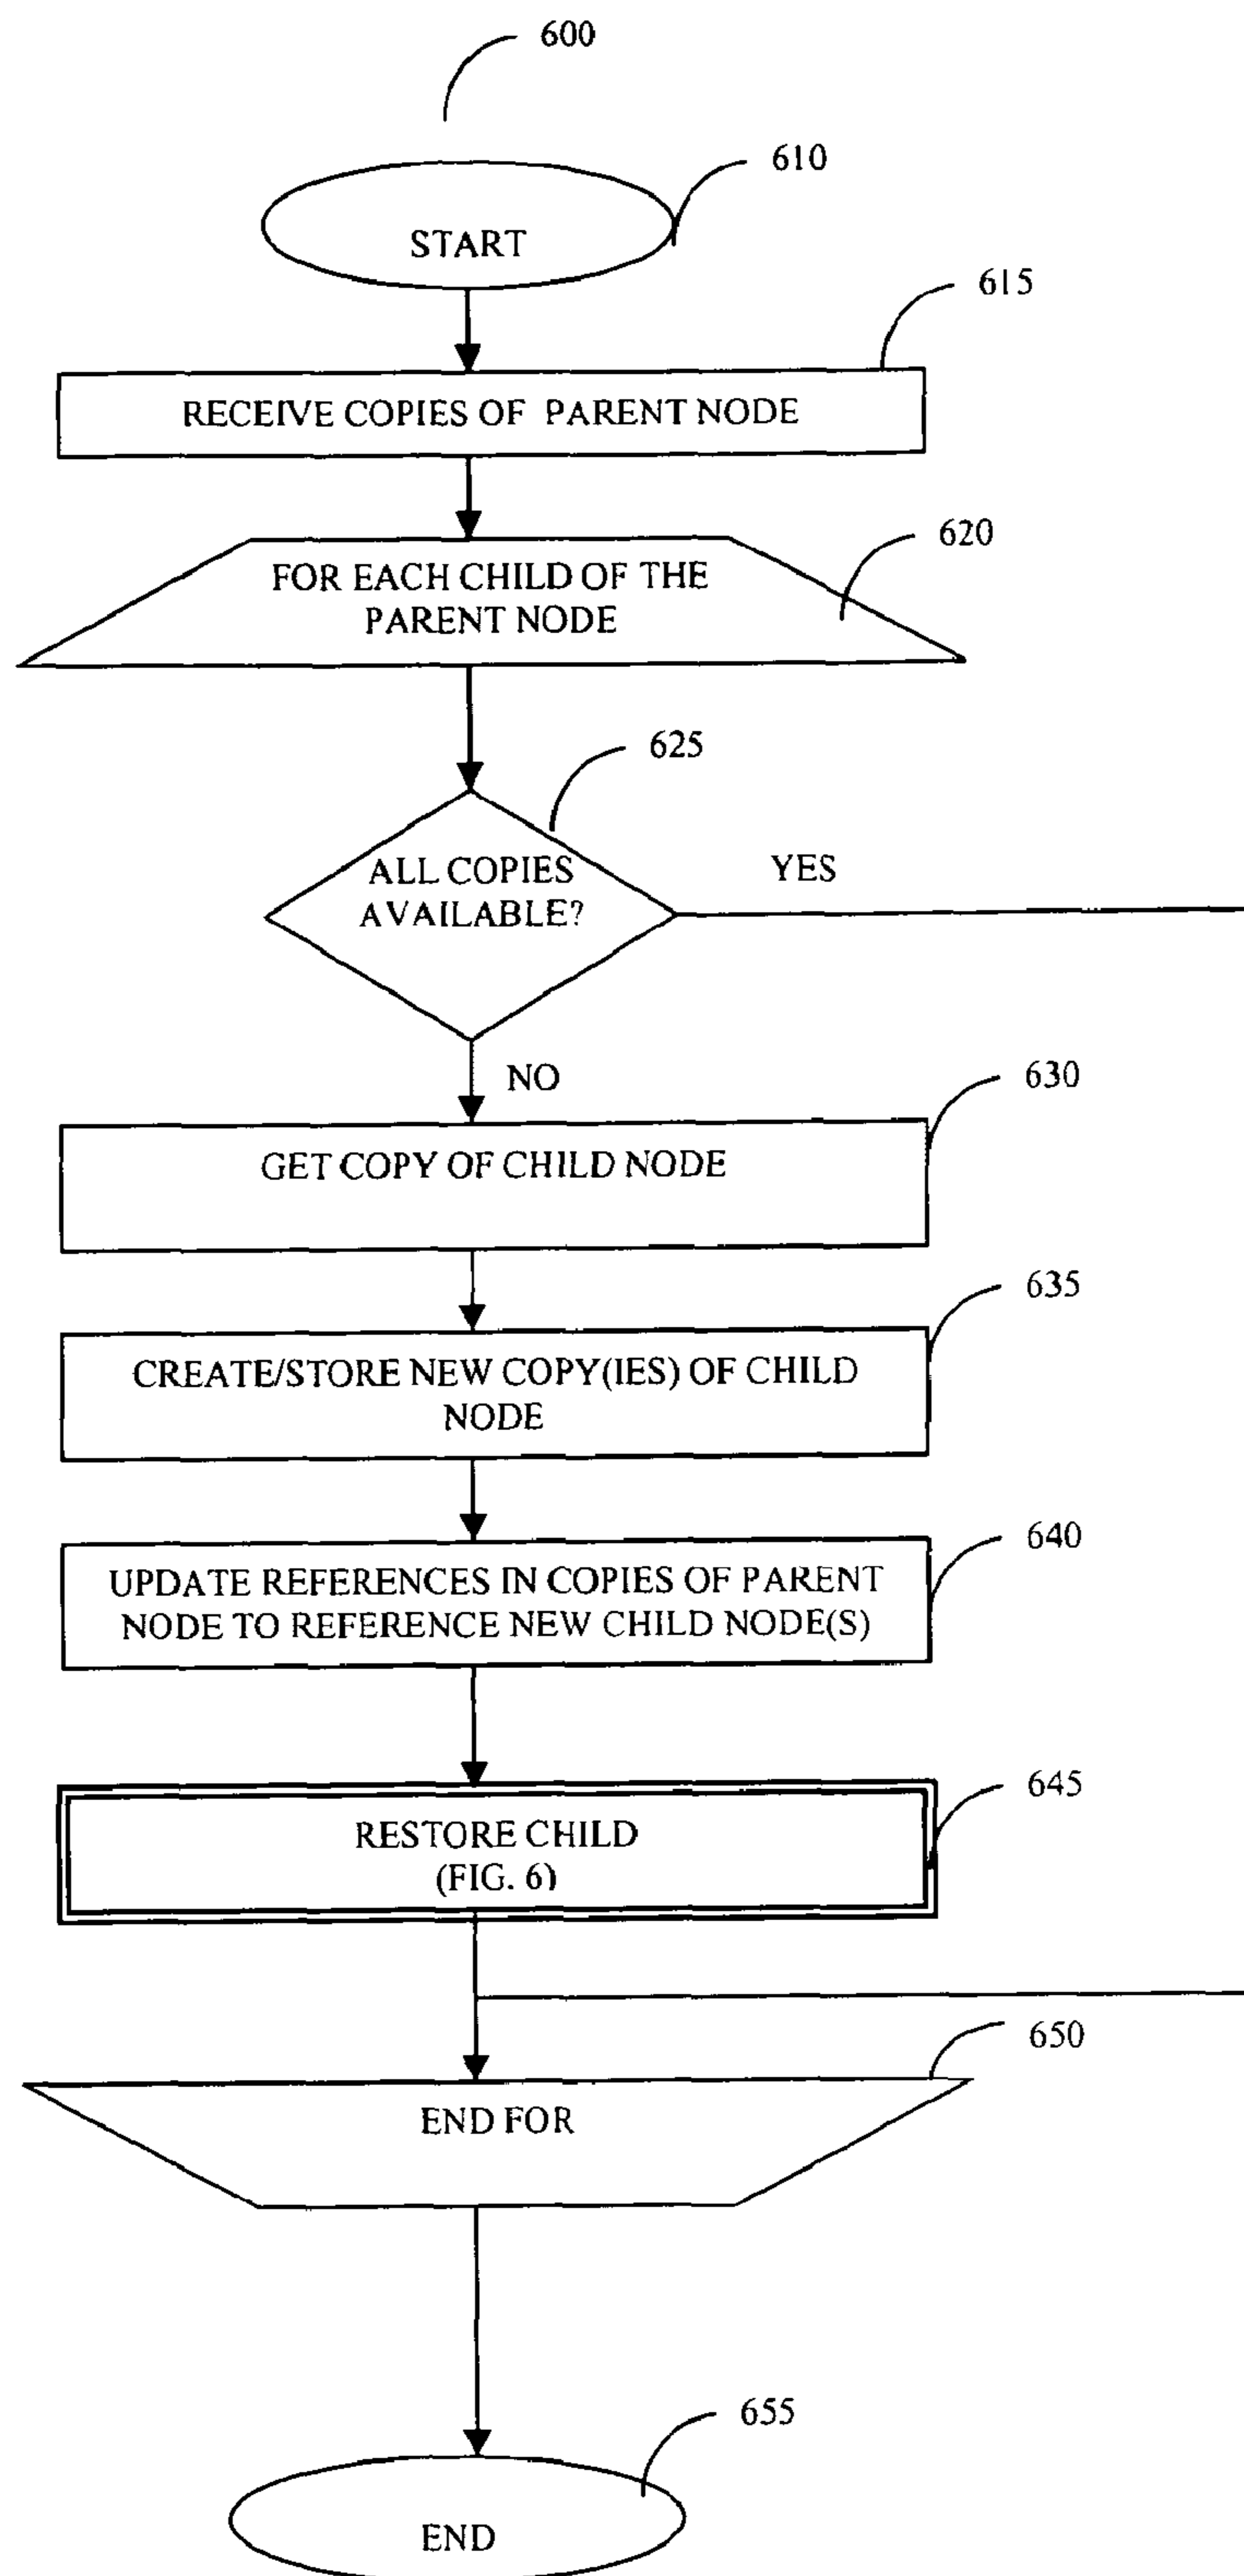 600
610
START
615
RECEIVE COPIES OF PARENT NODE
620
FOR EACH CHILD OF THE
PARENT NODE
625
ALL COPIES
AVAILABLE?
YES
NO
630
GET COPY OF CHILD NODE
635
CREATE/STORE NEW COPY(IES) OF CHILD
NODE
640
UPDATE REFERENCES IN COPIES OF PARENT
NODE TO REFERENCE NEW CHILD NODE(S)
645
RESTORE CHILD
(FIG. 6)
650
END FOR
655
END